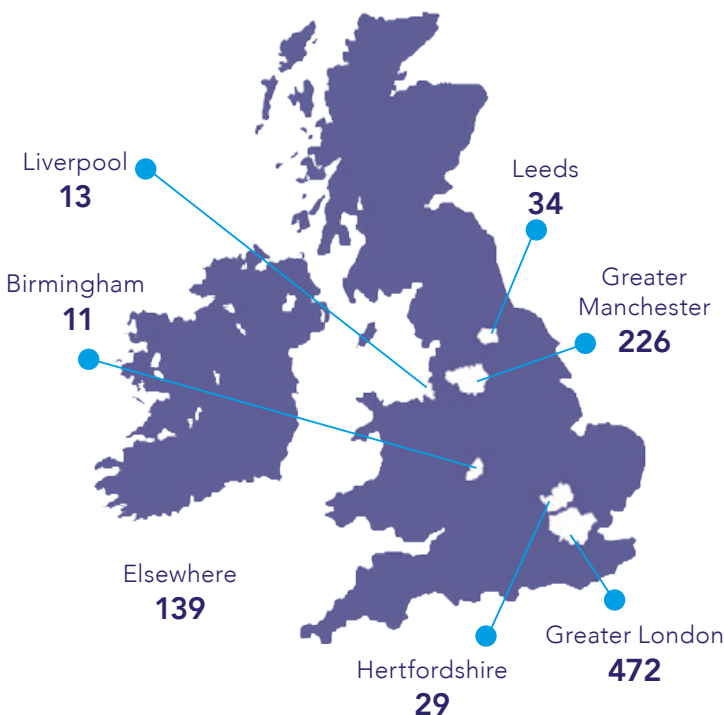 Liverpool
13
Leeds
34
Birmingham
11
Greater
Manchester
226
Elsewhere
139
Greater London
472
Hertfordshire
29